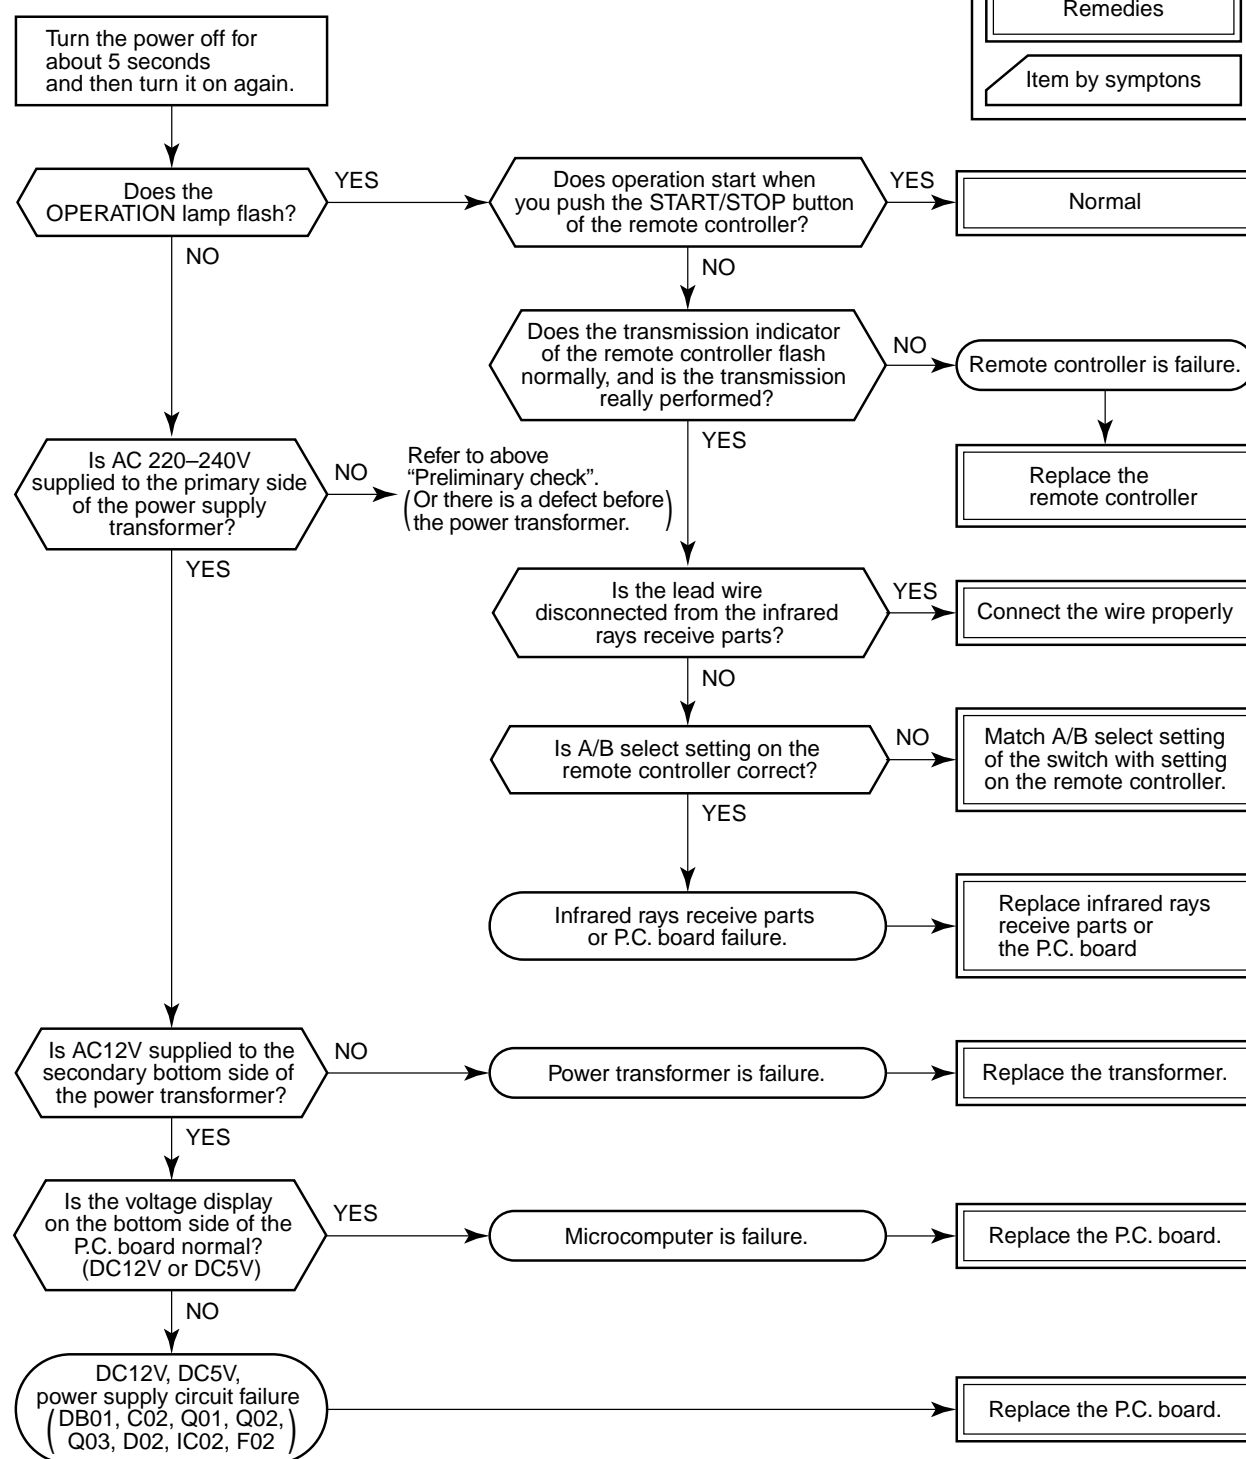 Remedies
Item by symptons
Turn the power off for
about 5 seconds
and then turn it on again.
Does the
OPERATION lamp flash?
YES
NO
Does operation start when
you push the START/STOP button
of the remote controller?
YES
NO
Normal
Does the transmission indicator
of the remote controller flash
normally, and is the transmission
really performed?
NO
YES
Remote controller is failure.
Replace the
remote controller
Is AC 220–240V
supplied to the primary side
of the power supply
transformer?
NO
YES
Refer to above
“Preliminary check”.
(Or there is a defect before
the power transformer.)
Is the lead wire
disconnected from the infrared
rays receive parts?
YES
NO
Connect the wire properly
Is A/B select setting on the
remote controller correct?
NO
YES
Match A/B select setting
of the switch with setting
on the remote controller.
Infrared rays receive parts
or P.C. board failure.
Replace infrared rays
receive parts or
the P.C. board
Is AC12V supplied to the
secondary bottom side of
the power transformer?
NO
YES
Power transformer is failure.
Replace the transformer.
Is the voltage display
on the bottom side of the
P.C. board normal?
(DC12V or DC5V)
YES
NO
Microcomputer is failure.
Replace the P.C. board.
DC12V, DC5V,
power supply circuit failure
(DB01, C02, Q01, Q02,
Q03, D02, IC02, F02)
Replace the P.C. board.